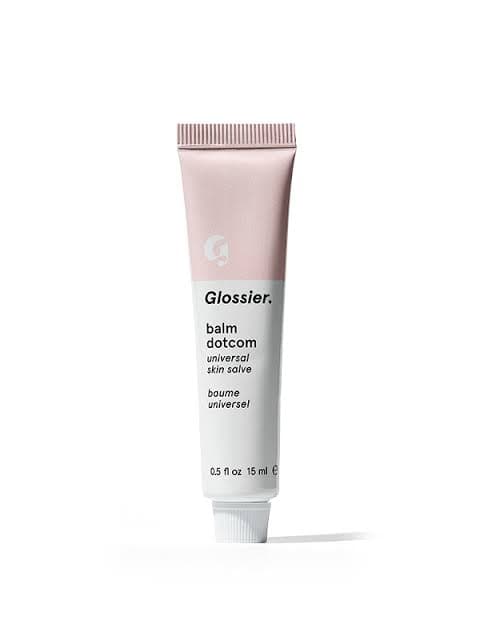 G
Glossier.
balm
dotcom
universal
skin salve
baume
universel
0.5 fl oz 15 ml ℮